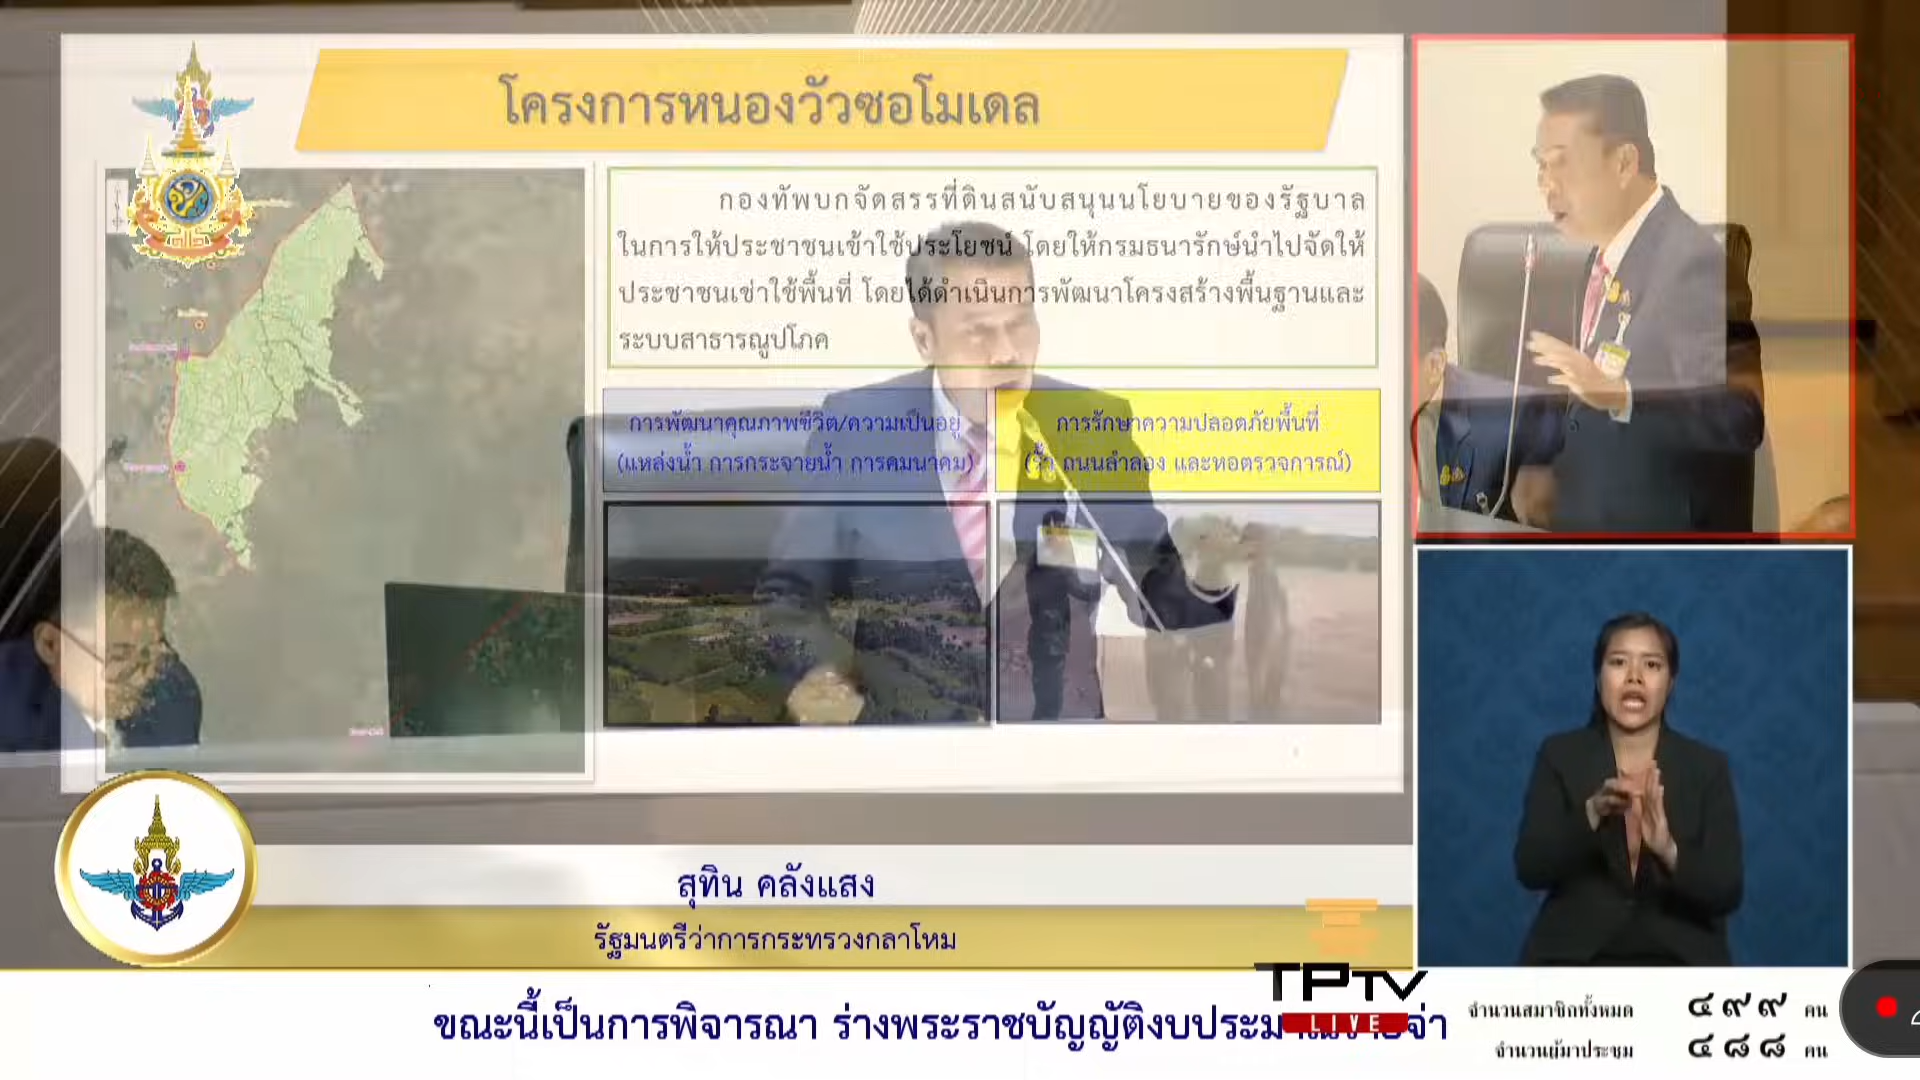 โครงการหนองวัวซอโมเดล
กองทัพบกจัดสรรที่ดินสนับสนุนนโยบายของรัฐบาล
ในการให้ประชาชนเข้าใช้ประโยชน์ โดยให้กรมธนารักษ์นำไปจัดให้
ประชาชนเช่าใช้พื้นที่ โดยได้ดำเนินการพัฒนาโครงสร้างพื้นฐานและ
ระบบสาธารณูปโภค
การพัฒนาคุณภาพชีวิต/ความเป็นอยู่
(แหล่งน้ำ การกระจายน้ำ การคมนาคม)
การรักษาความปลอดภัยพื้นที่
(รั้ว ถนนลำลอง และหอตรวจการณ์)
สุทิน คลังแสง
รัฐมนตรีว่าการกระทรวงกลาโหม
TPTV
LIVE
ขณะนี้เป็นการพิจารณา ร่างพระราชบัญญัติงบประมาณรายจ่า
จำนวนสมาชิกทั้งหมด ๔๙๙ คน
จำนวนผู้มาประชุม ๔๘๘ คน